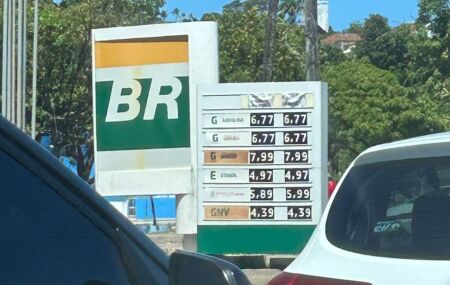 BR
G GASOLINA 6,77 6,77
G 6,77 6,77
G 7,99 7,99
E ETANOL 4,97 4,97
D 5,89 5,99
GNV 4,39 4,39